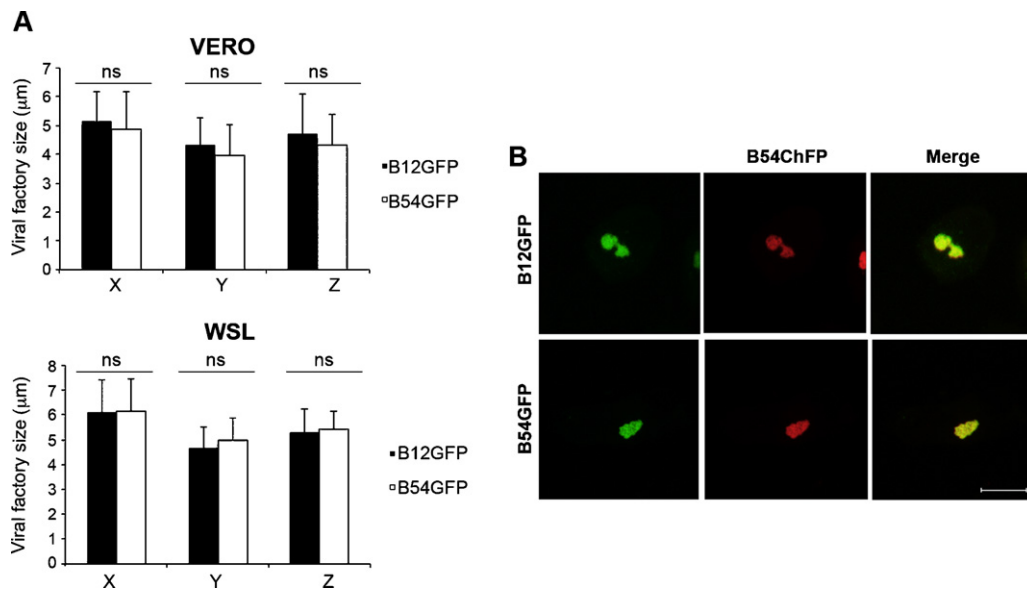 A
VERO
Viral factory size (μm)
7
6
5
4
3
2
1
0
ns
ns
ns
X
Y
Z
B12GFP
B54GFP
WSL
Viral factory size (μm)
8
7
6
5
4
3
2
1
0
ns
ns
ns
X
Y
Z
B12GFP
B54GFP
B
B54ChFP
Merge
B12GFP
B54GFP